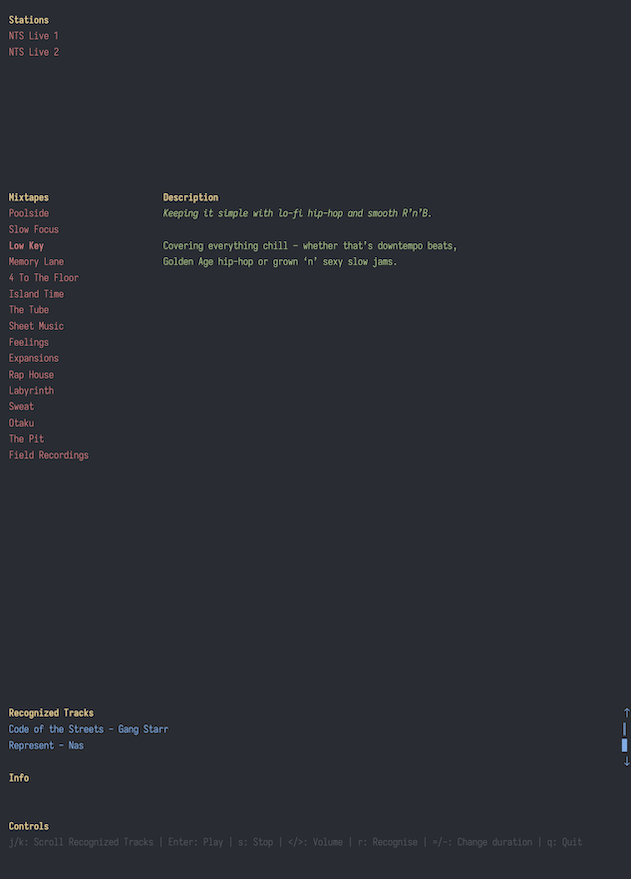 Stations
NTS Live 1
NTS Live 2
Mixtapes
Poolside
Slow Focus
Low Key
Memory Lane
4 To The Floor
Island Time
The Tube
Sheet Music
Feelings
Expansions
Rap House
Labyrinth
Sweat
Otaku
The Pit
Field Recordings
Description
Keeping it simple with lo-fi hip-hop and smooth R’n’B.
Covering everything chill – whether that’s downtempo beats,
Golden Age hip-hop or grown ‘n’ sexy slow jams.
Recognized Tracks
Code of the Streets - Gang Starr
Represent - Nas
Info
Controls
j/k: Scroll Recognized Tracks | Enter: Play | s: Stop | </>: Volume | r: Recognise | =/-: Change duration | q: Quit